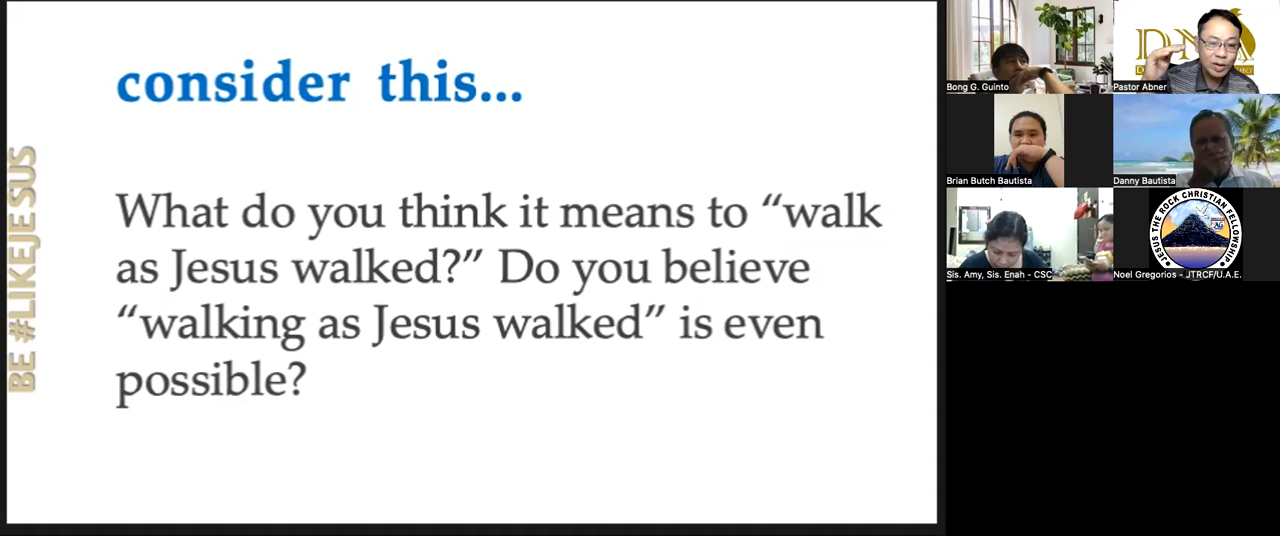 consider this...
What do you think it means to “walk
as Jesus walked?” Do you believe
“walking as Jesus walked” is even
possible?
BE #LIKEJESUS
Bong G. Guinto
Pastor Abner
Brian Butch Bautista
Danny Bautista
Sis. Amy, Sis. Enah - CSC
JESUS THE ROCK CHRISTIAN FELLOWSHIP
Noel Gregorios - JTRCF/U.A.E.